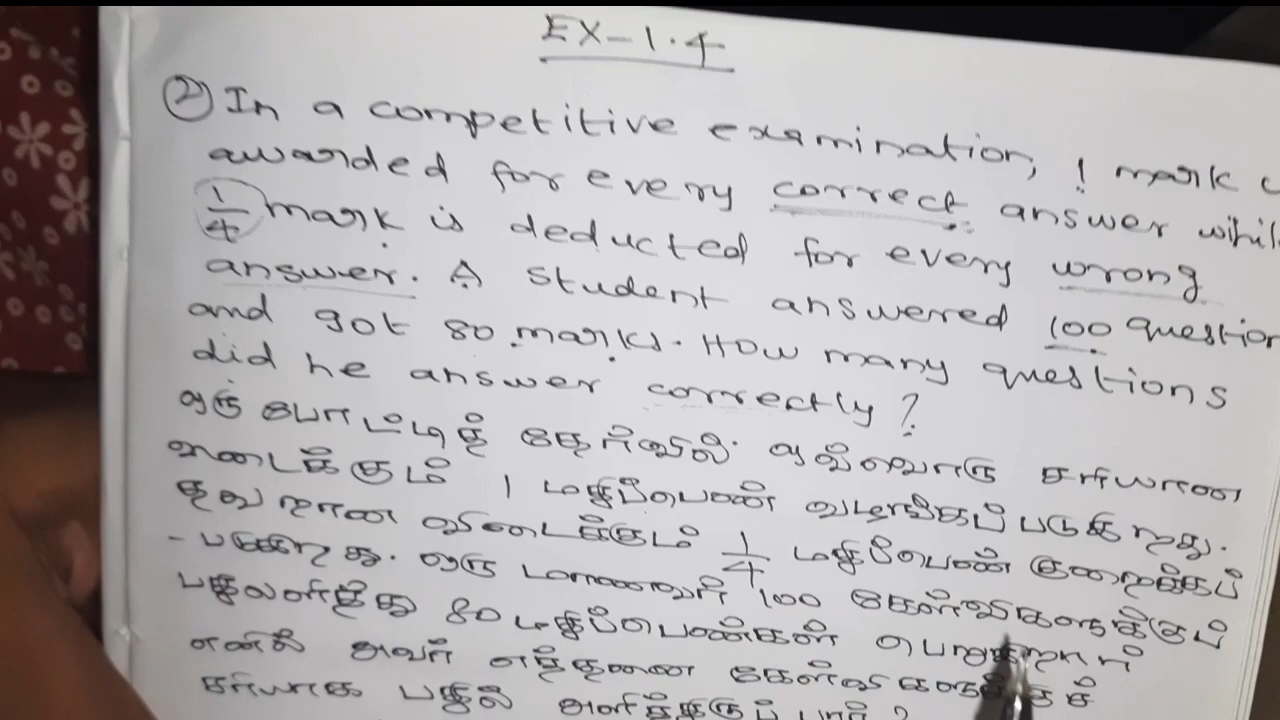 EX-1.4
② In a competitive examination, 1 mark
awarded for every correct answer while
1/4 mark is deducted for every wrong
answer. A student answered 100 question
and got 80 marks. How many questions
did he answer correctly?
ஒரு போட்டித் தேர்வில் ஒவ்வொரு சரியான
விடைக்கும் 1 மதிப்பெண் வழங்கப் படுகிறது.
தவறான விடைக்கும் 1/4 மதிப்பெண் குறைக்கப்
-படுகிறது. ஒரு மாணவர் 100 கேள்விகளுக்குப்
பதிலளித்து 80 மதிப்பெண்கள் பெறுகிறார்
எனில் அவர் எத்தனை கேள்விகளுக்குச்
சரியாக பதில் அளித்திருப்பார்?